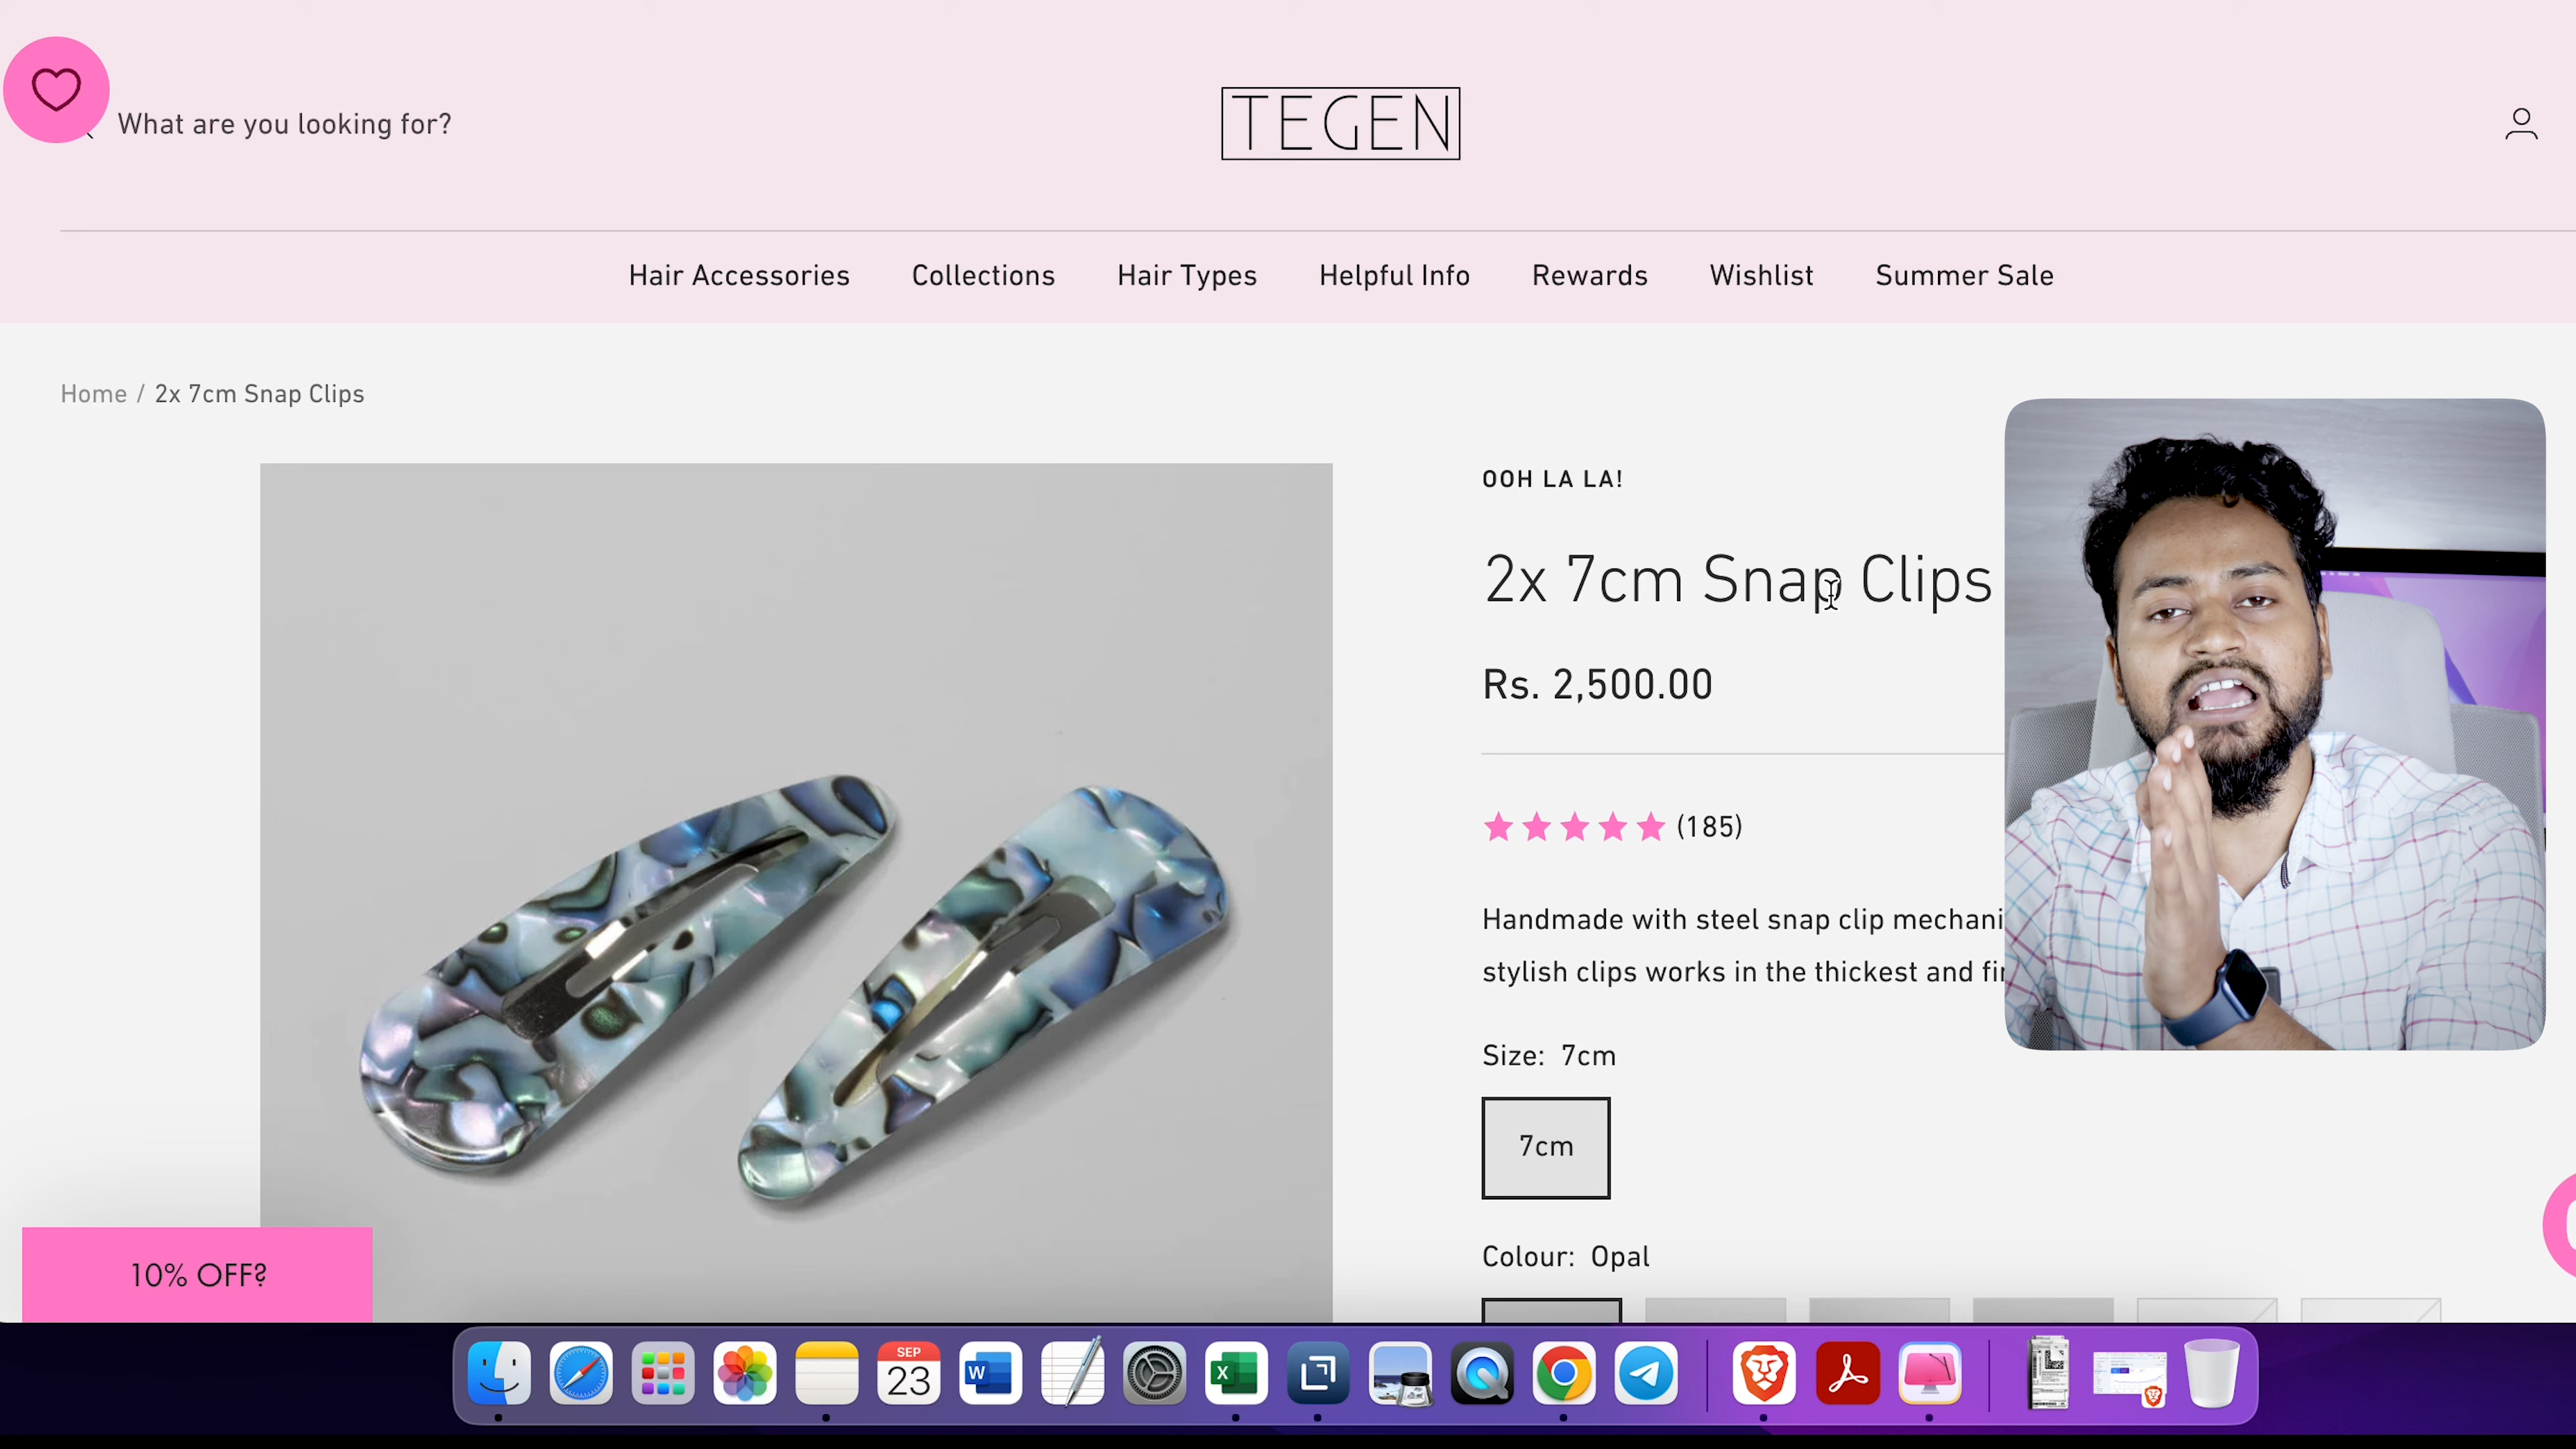 What are you looking for?
TEGEN
Hair Accessories Collections Hair Types Helpful Info Rewards Wishlist Summer Sale
Home / 2x 7cm Snap Clips
OOH LA LA!
2x 7cm Snap Clips
Rs. 2,500.00
(185)
Handmade with steel snap clip mechani
stylish clips works in the thickest and fi
Size: 7cm
7cm
Colour: Opal
10% OFF?
SEP
23
W
X